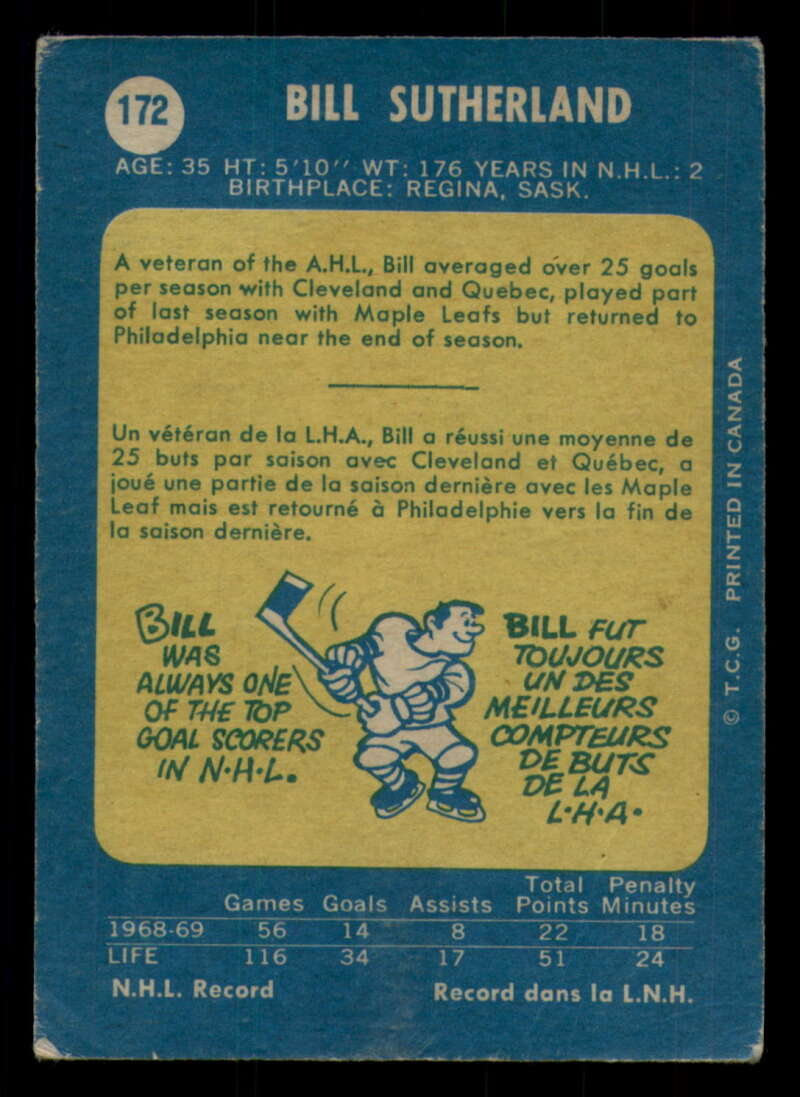 172
BILL SUTHERLAND
AGE: 35 HT: 5'10'' WT: 176 YEARS IN N.H.L.: 2
BIRTHPLACE: REGINA, SASK.
A veteran of the A.H.L., Bill averaged over 25 goals
per season with Cleveland and Quebec, played part
of last season with Maple Leafs but returned to
Philadelphia near the end of season.
Un vétéran de la L.H.A., Bill a réussi une moyenne de
25 buts par saison avec Cleveland et Québec, a
joué une partie de la saison dernière avec les Maple
Leaf mais est retourné à Philadelphie vers la fin de
la saison dernière.
BILL
WAS
ALWAYS ONE
OF THE TOP
GOAL SCORERS
IN N·H·L.
BILL FUT
TOUJOURS
UN DES
MEILLEURS
COMPTEURS
DE BUTS
DE LA
L·H·A·
© T.C.G. PRINTED IN CANADA
Games Goals Assists Total Points Penalty Minutes
1968-69 56 14 8 22 18
LIFE 116 34 17 51 24
N.H.L. Record Record dans la L.N.H.